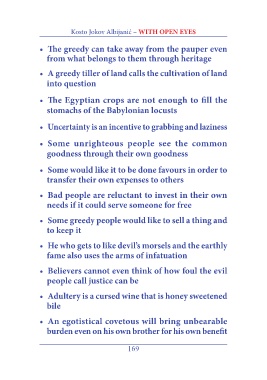 Kosto Jokov Albijanić – WITH OPEN EYES
• The greedy can take away from the pauper even
from what belongs to them through heritage
• A greedy tiller of land calls the cultivation of land
into question
• The Egyptian crops are not enough to fill the
stomachs of the Babylonian locusts
• Uncertainty is an incentive to grabbing and laziness
• Some unrighteous people see the common
goodness through their own goodness
• Some would like it to be done favours in order to
transfer their own expenses to others
• Bad people are reluctant to invest in their own
needs if it could serve someone for free
• Some greedy people would like to sell a thing and
to keep it
• He who gets to like devil’s morsels and the earthly
fame also uses the arms of infatuation
• Believers cannot even think of how foul the evil
people call justice can be
• Adultery is a cursed wine that is honey sweetened
bile
• An egotistical covetous will bring unbearable
burden even on his own brother for his own benefit
169